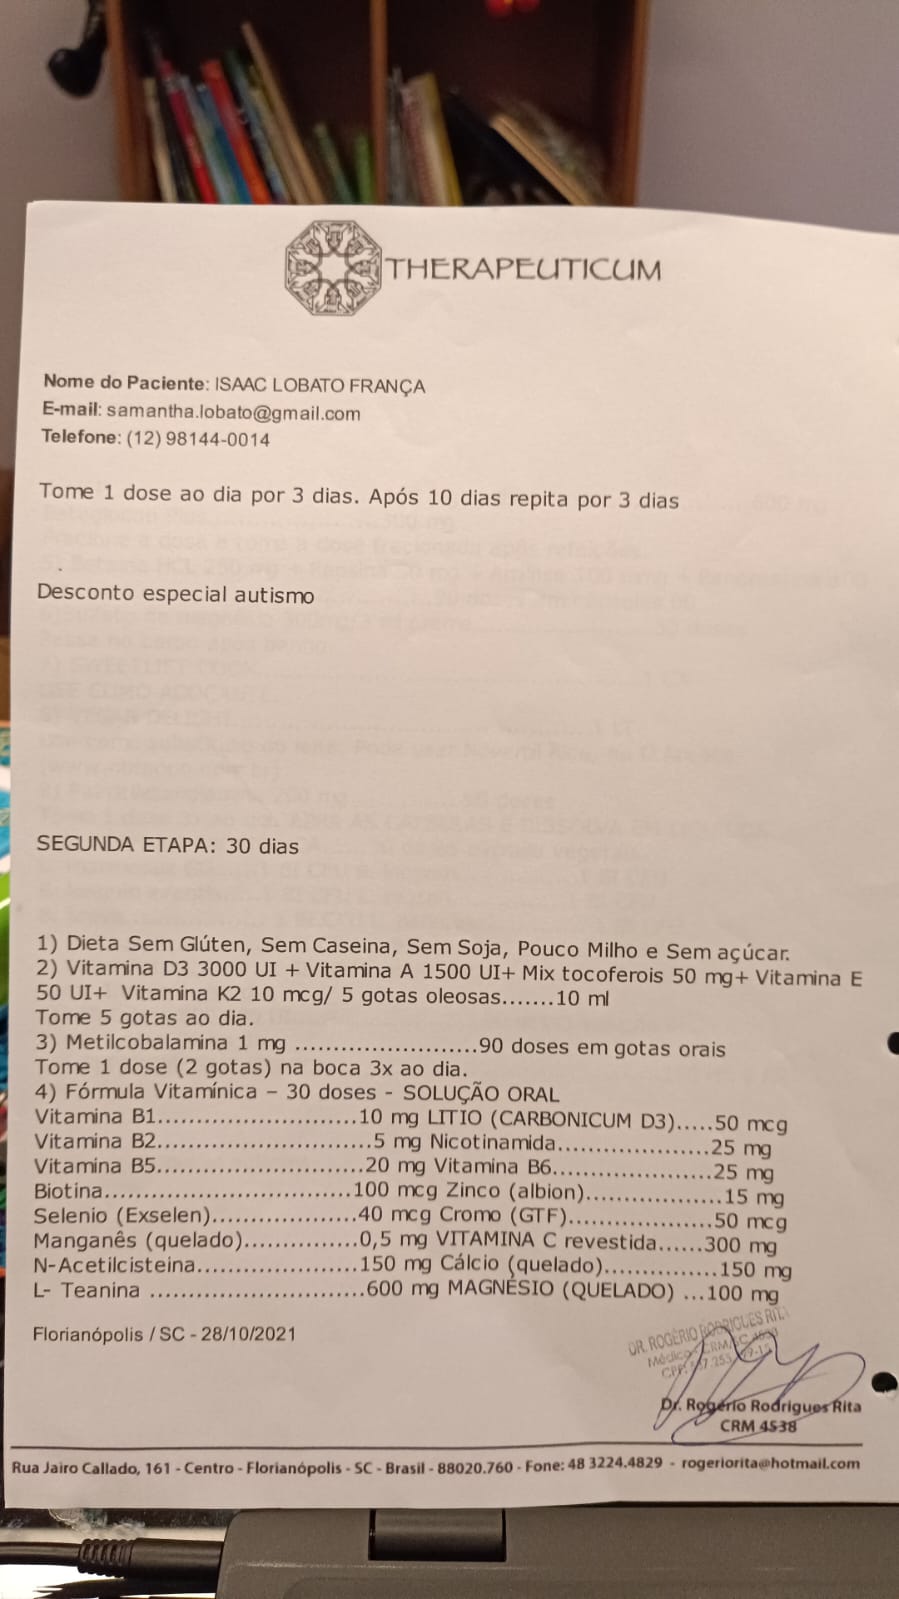 THERAPEUTICUM
Nome do Paciente: ISAAC LOBATO FRANÇA
E-mail: samantha.lobato@gmail.com
Telefone: (12) 98144-0014
Tome 1 dose ao dia por 3 dias. Após 10 dias repita por 3 dias
Desconto especial autismo
SEGUNDA ETAPA: 30 dias
1) Dieta Sem Glúten, Sem Caseina, Sem Soja, Pouco Milho e Sem açúcar.
2) Vitamina D3 3000 UI + Vitamina A 1500 UI+ Mix tocoferois 50 mg+ Vitamina E
50 UI+ Vitamina K2 10 mcg/ 5 gotas oleosas.......10 ml
Tome 5 gotas ao dia.
3) Metilcobalamina 1 mg ........................90 doses em gotas orais
Tome 1 dose (2 gotas) na boca 3x ao dia.
4) Fórmula Vitamínica – 30 doses - SOLUÇÃO ORAL
Vitamina B1..........................10 mg LITIO (CARBONICUM D3).....50 mcg
Vitamina B2............................5 mg Nicotinamida....................25 mg
Vitamina B5...........................20 mg Vitamina B6.....................25 mg
Biotina................................100 mcg Zinco (albion)..................15 mg
Selenio (Exselen)...................40 mcg Cromo (GTF)...................50 mcg
Manganês (quelado)...............0,5 mg VITAMINA C revestida......300 mg
N-Acetilcisteina.....................150 mg Cálcio (quelado)...............150 mg
L- Teanina ............................600 mg MAGNÉSIO (QUELADO) ...100 mg
Florianópolis / SC - 28/10/2021
DR. ROGÉRIO RODRIGUES RITA
Médico - CRM/SC 4538
Dr. Rogério Rodrigues Rita
CRM 4538
Rua Jairo Callado, 161 - Centro - Florianópolis - SC - Brasil - 88020.760 - Fone: 48 3224.4829 - rogeriorita@hotmail.com